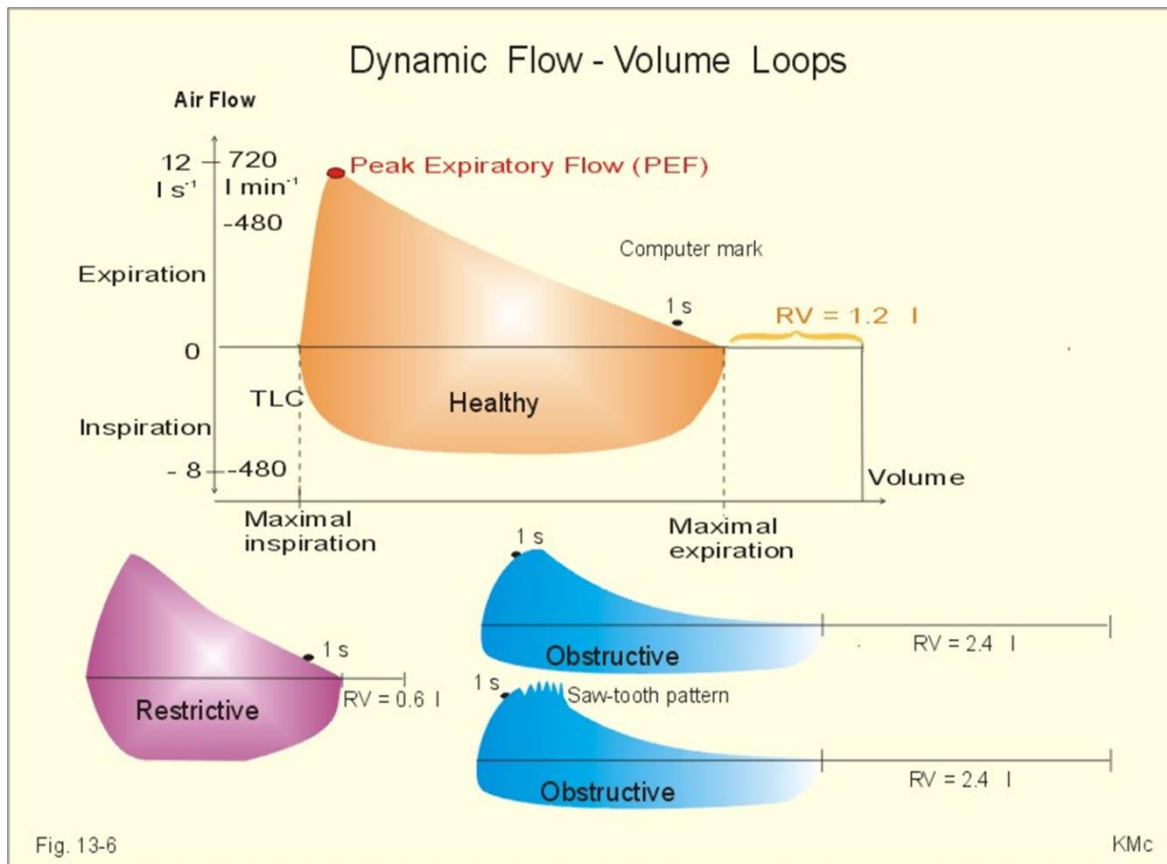 Dynamic Flow - Volume Loops
Air Flow
12
720
l s⁻¹
l min⁻¹
-480
Peak Expiratory Flow (PEF)
Computer mark
Expiration
1 s
RV = 1.2 l
0
TLC
Healthy
Inspiration
- 8
-480
Volume
Maximal
inspiration
Maximal
expiration
1 s
Restrictive
RV = 0.6 l
1 s
Obstructive
RV = 2.4 l
1 s
Saw-tooth pattern
Obstructive
RV = 2.4 l
Fig. 13-6
KMc